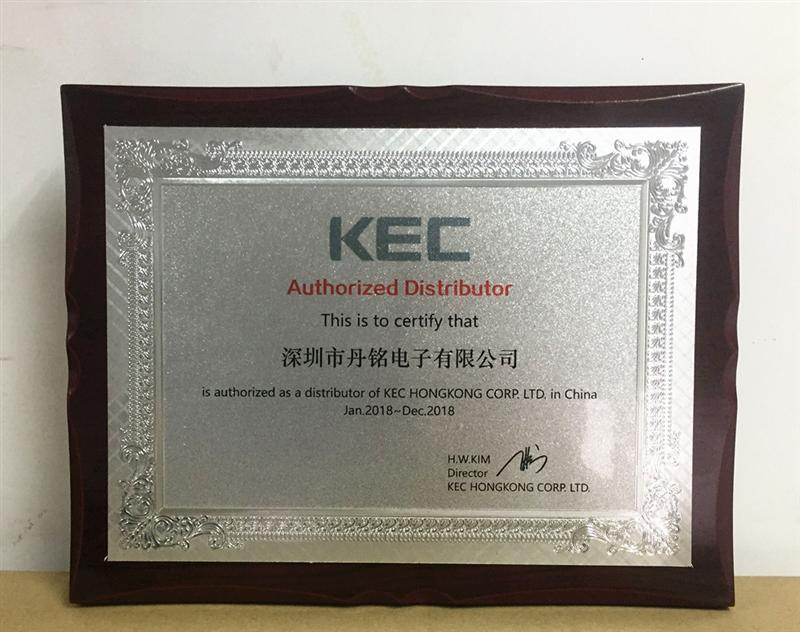 KEC
Authorized Distributor
This is to certify that
深圳市丹铭电子有限公司
is authorized as a distributor of KEC HONGKONG CORP. LTD. in China
Jan.2018~Dec.2018
H.W.KIM
Director
KEC HONGKONG CORP. LTD.